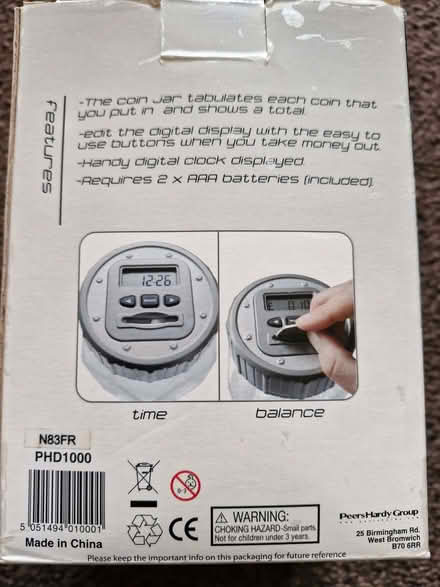 Features
-The coin jar tabulates each coin that
you put in and shows a total
-edit the digital display with the easy to
use buttons when you take money out
-Handy digital clock displayed
-Requires 2 x AAA batteries (included)
12:26
time
balance
N83FR
PHD1000
5 051494 010001
Made in China
0-3
CE
WARNING:
CHOKING HAZARD-Small parts.
Not for children under 3 years.
PeersHardy Group
25 Birmingham Rd.
West Bromwich
B70 6RR
Please keep the important info on this packaging for future reference